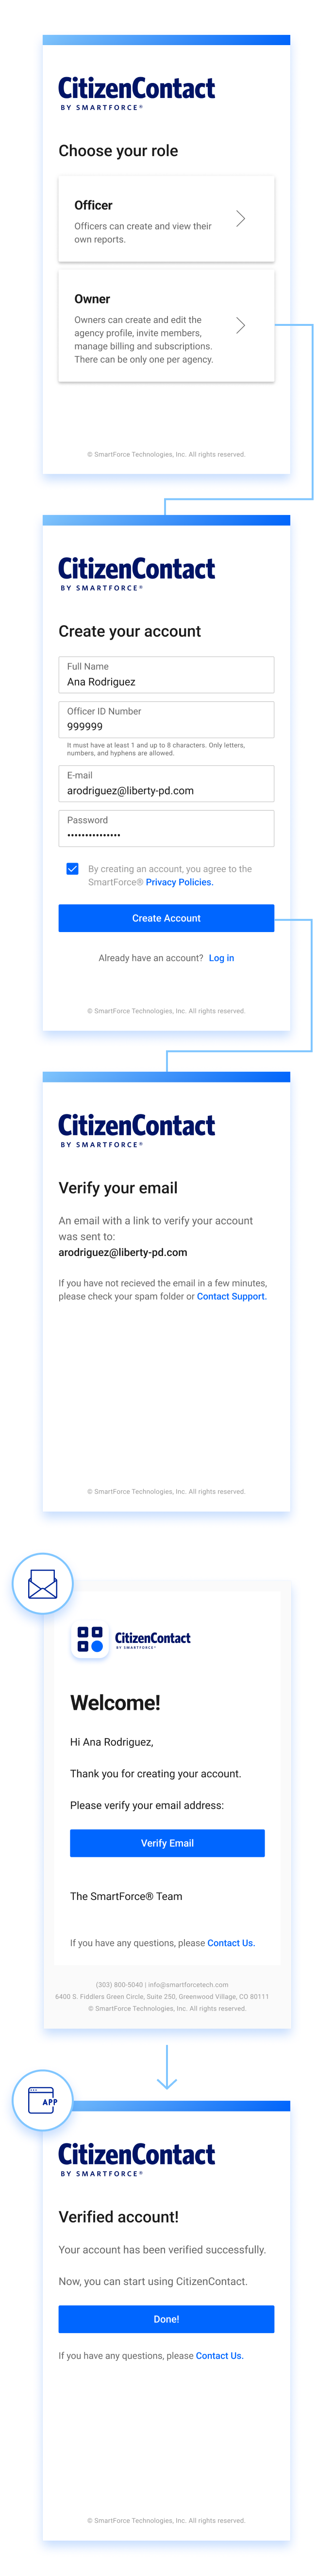 CitizenContact
BY SMARTFORCE®
Choose your role
Officer
Officers can create and view their
own reports.
Owner
Owners can create and edit the
agency profile, invite members,
manage billing and subscriptions.
There can be only one per agency.
© SmartForce Technologies, Inc. All rights reserved.
CitizenContact
BY SMARTFORCE®
Create your account
Full Name
Ana Rodriguez
Officer ID Number
999999
It must have at least 1 and up to 8 characters. Only letters,
numbers, and hyphens are allowed.
E-mail
arodriguez@liberty-pd.com
Password
•••••••••••••••
By creating an account, you agree to the
SmartForce® Privacy Policies.
Create Account
Already have an account? Log in
© SmartForce Technologies, Inc. All rights reserved.
CitizenContact
BY SMARTFORCE®
Verify your email
An email with a link to verify your account
was sent to:
arodriguez@liberty-pd.com
If you have not recieved the email in a few minutes,
please check your spam folder or Contact Support.
© SmartForce Technologies, Inc. All rights reserved.
CitizenContact
BY SMARTFORCE®
Welcome!
Hi Ana Rodriguez,
Thank you for creating your account.
Please verify your email address:
Verify Email
The SmartForce® Team
If you have any questions, please Contact Us.
(303) 800-5040 | info@smartforcetech.com
6400 S. Fiddlers Green Circle, Suite 250, Greenwood Village, CO 80111
© SmartForce Technologies, Inc. All rights reserved.
APP
CitizenContact
BY SMARTFORCE®
Verified account!
Your account has been verified successfully.
Now, you can start using CitizenContact.
Done!
If you have any questions, please Contact Us.
© SmartForce Technologies, Inc. All rights reserved.